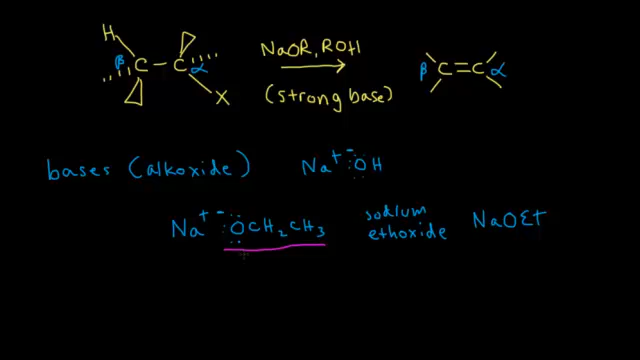 H
β C – C α
X
NaOR, ROH
(strong base)
β C = C α
bases (alkoxide) Na⁺ ⁻:OH
Na⁺ ⁻:OCH₂CH₃ sodium ethoxide NaOEt